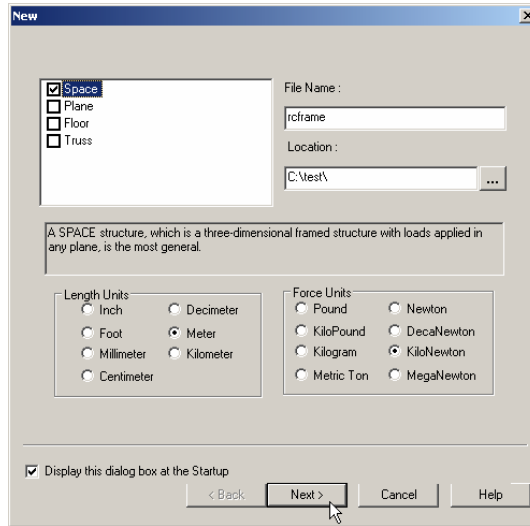 New
Space
Plane
Floor
Truss
File Name :
rcframe
Location :
C:\test\
...
A SPACE structure, which is a three-dimensional framed structure with loads applied in
any plane, is the most general.
Length Units
Inch
Decimeter
Foot
Meter
Millimeter
Kilometer
Centimeter
Force Units
Pound
Newton
KiloPound
DecaNewton
Kilogram
KiloNewton
Metric Ton
MegaNewton
Display this dialog box at the Startup
< Back
Next >
Cancel
Help